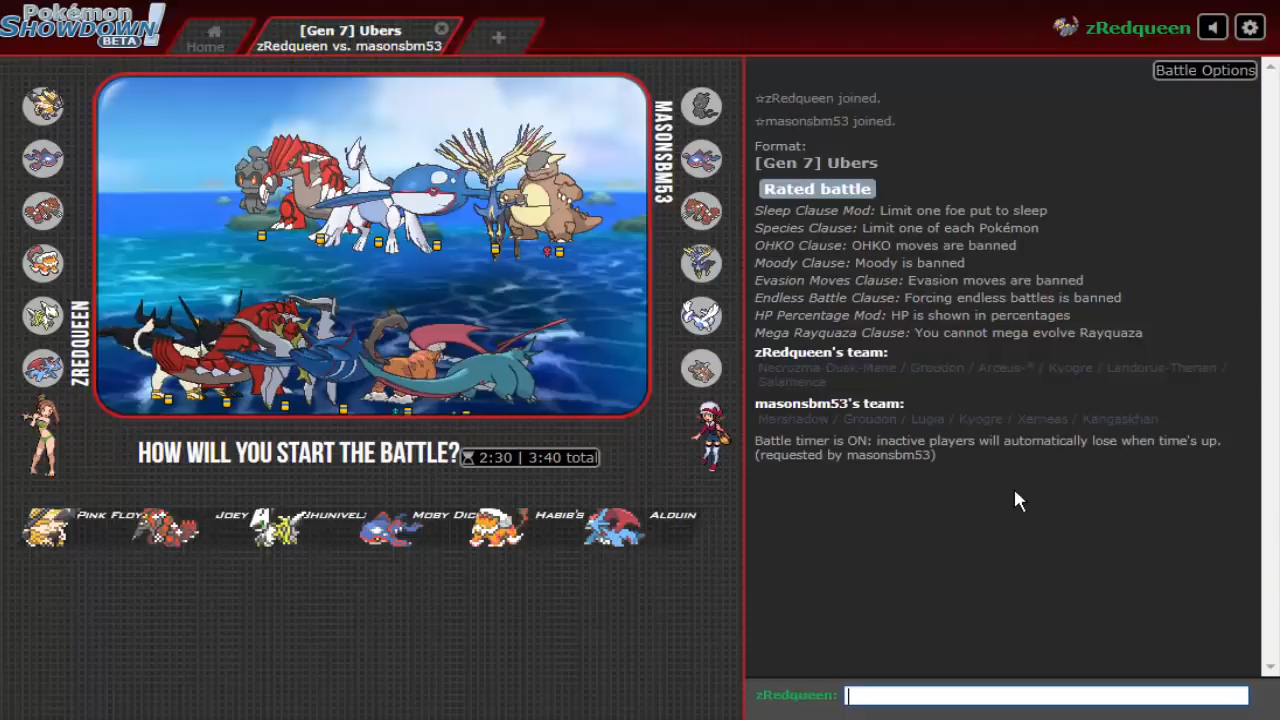 Pokémon
SHOWDOWN!
BETA
Home
[Gen 7] Ubers
zRedqueen vs. masonsbm53
+
zRedqueen
Battle Options
ZREDQUEEN
MASONSBM53
HOW WILL YOU START THE BATTLE?
2:30 | 3:40 total
PINK FLOY
JOEY
MOBY DIC
HABIB'S
ALDUIN
☆zRedqueen joined.
☆masonsbm53 joined.
Format:
[Gen 7] Ubers
Rated battle
Sleep Clause Mod: Limit one foe put to sleep
Species Clause: Limit one of each Pokémon
OHKO Clause: OHKO moves are banned
Moody Clause: Moody is banned
Evasion Moves Clause: Evasion moves are banned
Endless Battle Clause: Forcing endless battles is banned
HP Percentage Mod: HP is shown in percentages
Mega Rayquaza Clause: You cannot mega evolve Rayquaza
zRedqueen's team:
Necrozma-Dusk-Mane / Groudon / Arceus-* / Kyogre / Landorus-Therian /
Salamence
masonsbm53's team:
Marshadow / Groudon / Lugia / Kyogre / Xerneas / Kangaskhan
Battle timer is ON: inactive players will automatically lose when time's up.
(requested by masonsbm53)
zRedqueen: